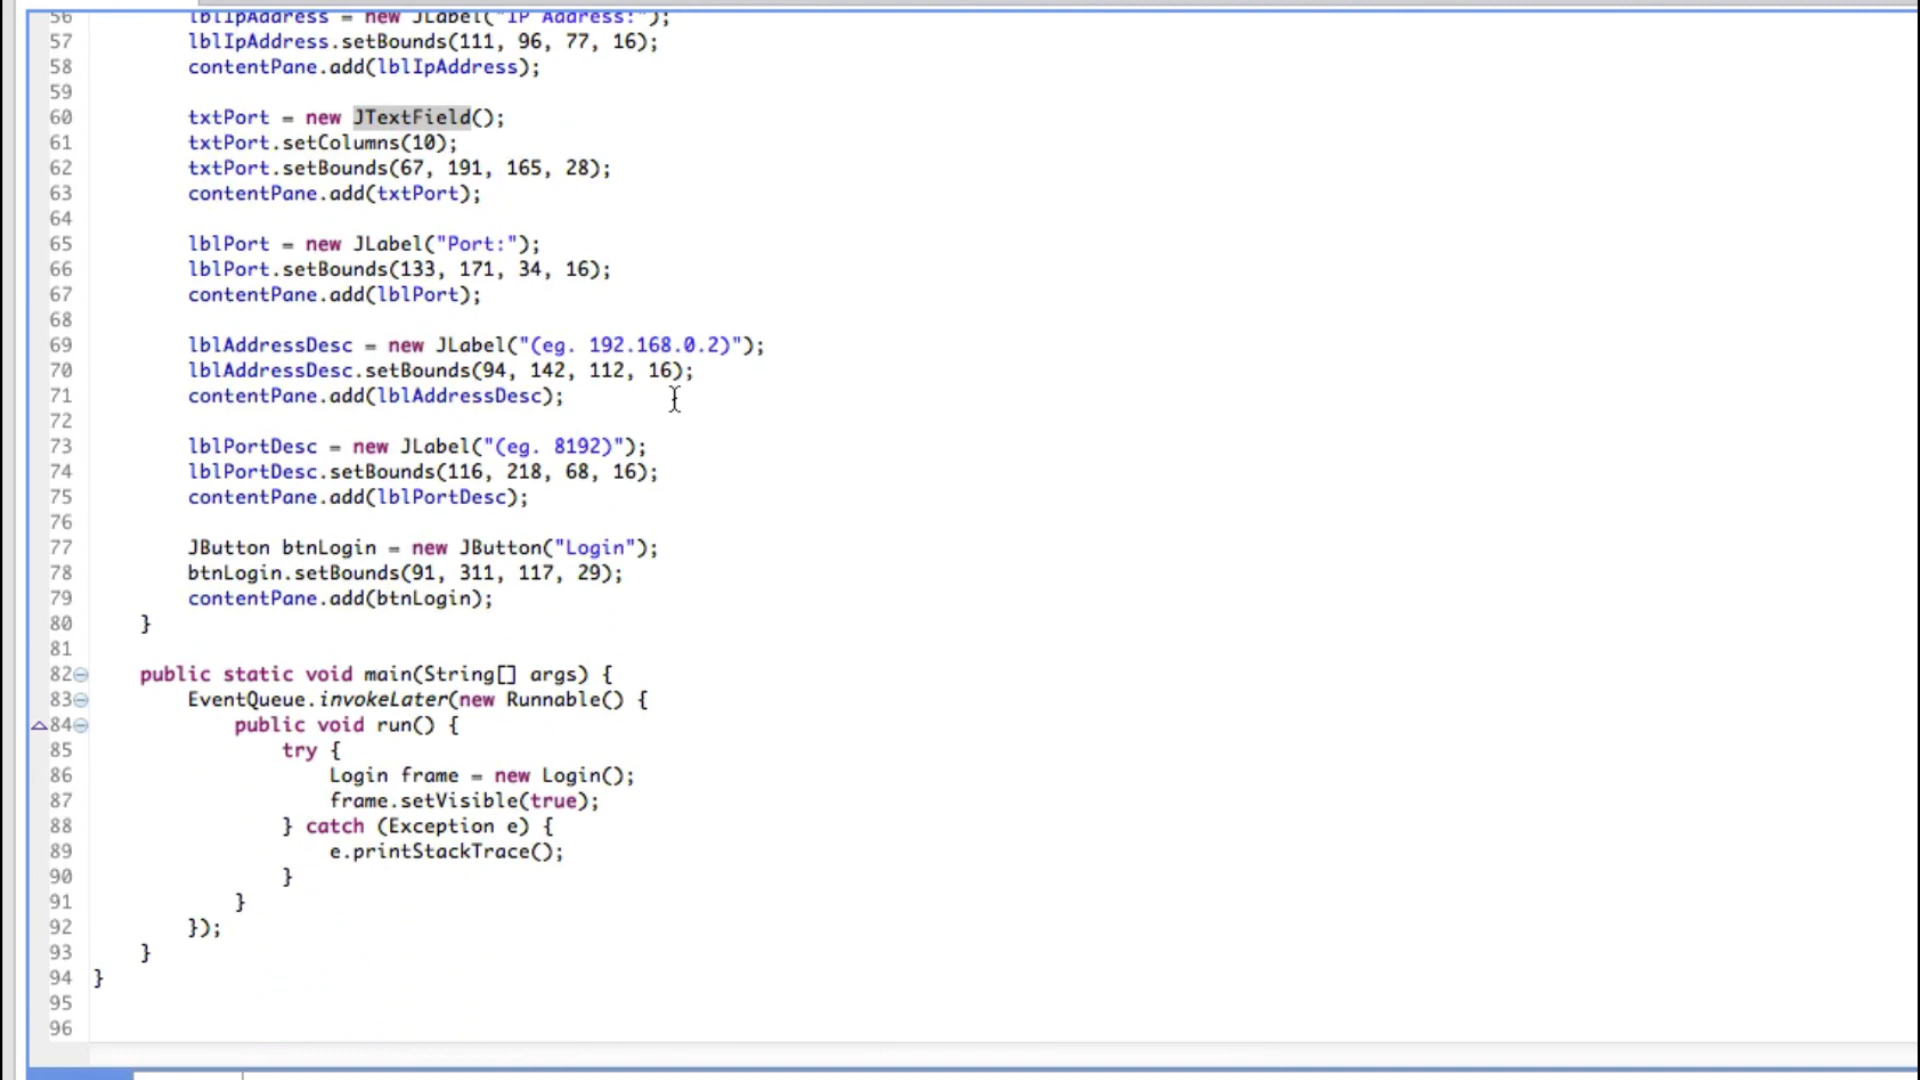 56 lblIpAddress = new JLabel("IP Address:");
57 lblIpAddress.setBounds(111, 96, 77, 16);
58 contentPane.add(lblIpAddress);
59
60 txtPort = new JTextField();
61 txtPort.setColumns(10);
62 txtPort.setBounds(67, 191, 165, 28);
63 contentPane.add(txtPort);
64
65 lblPort = new JLabel("Port:");
66 lblPort.setBounds(133, 171, 34, 16);
67 contentPane.add(lblPort);
68
69 lblAddressDesc = new JLabel("(eg. 192.168.0.2)");
70 lblAddressDesc.setBounds(94, 142, 112, 16);
71 contentPane.add(lblAddressDesc);
72
73 lblPortDesc = new JLabel("(eg. 8192)");
74 lblPortDesc.setBounds(116, 218, 68, 16);
75 contentPane.add(lblPortDesc);
76
77 JButton btnLogin = new JButton("Login");
78 btnLogin.setBounds(91, 311, 117, 29);
79 contentPane.add(btnLogin);
80 }
81
82 public static void main(String[] args) {
83 EventQueue.invokeLater(new Runnable() {
84 public void run() {
85 try {
86 Login frame = new Login();
87 frame.setVisible(true);
88 } catch (Exception e) {
89 e.printStackTrace();
90 }
91 }
92 });
93 }
94 }
95
96